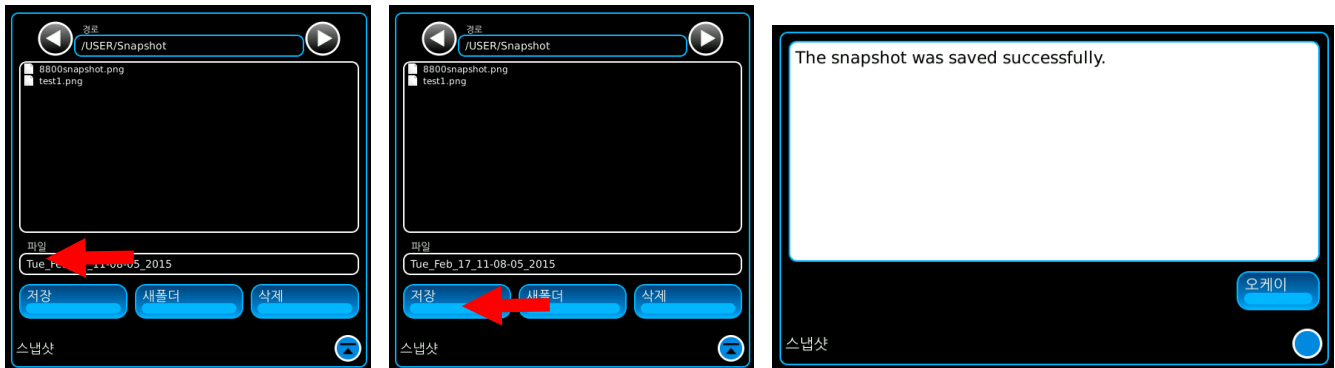 경로
/USER/Snapshot
8800snapshot.png
test1.png
파일
2015
저장
새폴더
삭제
스냅샷
경로
/USER/Snapshot
8800snapshot.png
test1.png
파일
Tue_Feb_17_11-08-05_2015
저장
새폴더
삭제
스냅샷
The snapshot was saved successfully.
오케이
스냅샷